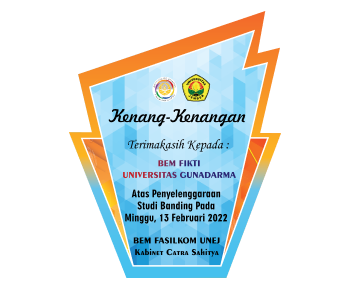 Kenang-Kenangan
Terimakasih Kepada :
BEM FIKTI
UNIVERSITAS GUNADARMA
Atas Penyelenggaraan
Studi Banding Pada
Minggu, 13 Februari 2022
BEM FASILKOM UNEJ
Kabinet Catra Sahitya